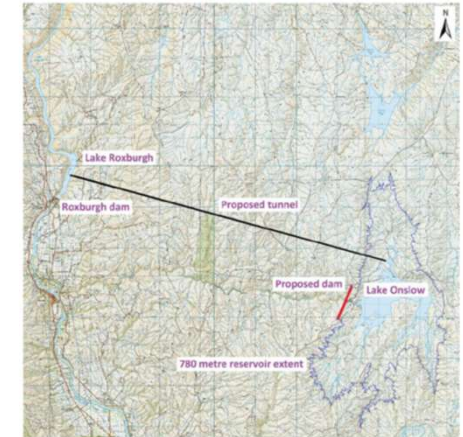 N
Lake Roxburgh
Roxburgh dam
Proposed tunnel
Proposed dam
Lake Onslow
780 metre reservoir extent